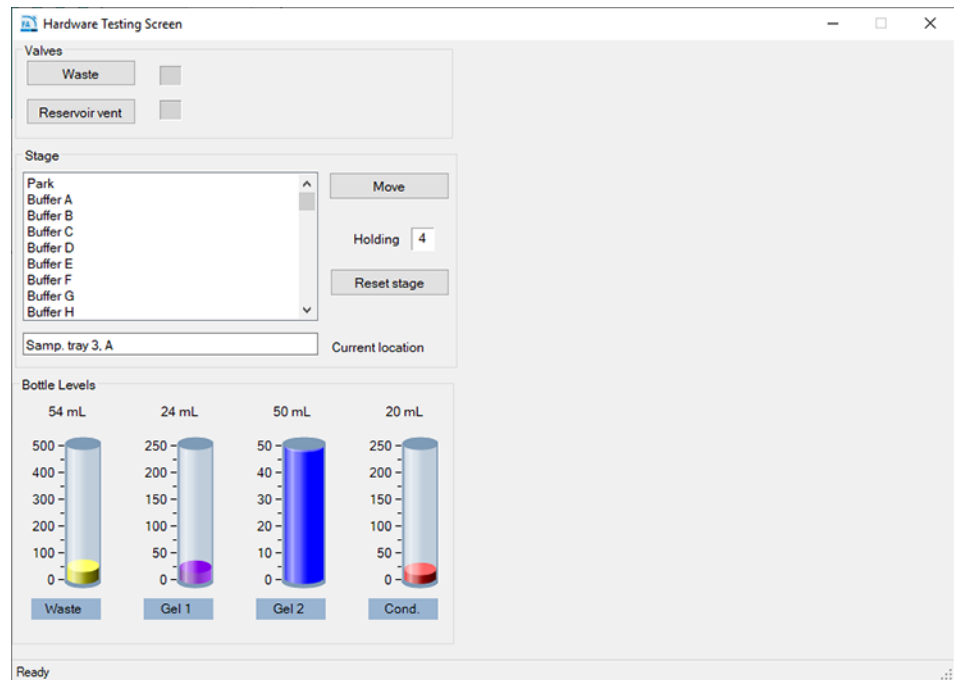 FA
Hardware Testing Screen
Valves
Waste
Reservoir vent
Stage
Park
Buffer A
Buffer B
Buffer C
Buffer D
Buffer E
Buffer F
Buffer G
Buffer H
Move
Holding 4
Reset stage
Samp. tray 3, A
Current location
Bottle Levels
54 mL 24 mL 50 mL 20 mL
500 250 50 250
400 200 40 200
300 150 30 150
200 100 20 100
100 50 10 50
0 0 0 0
Waste Gel 1 Gel 2 Cond.
Ready